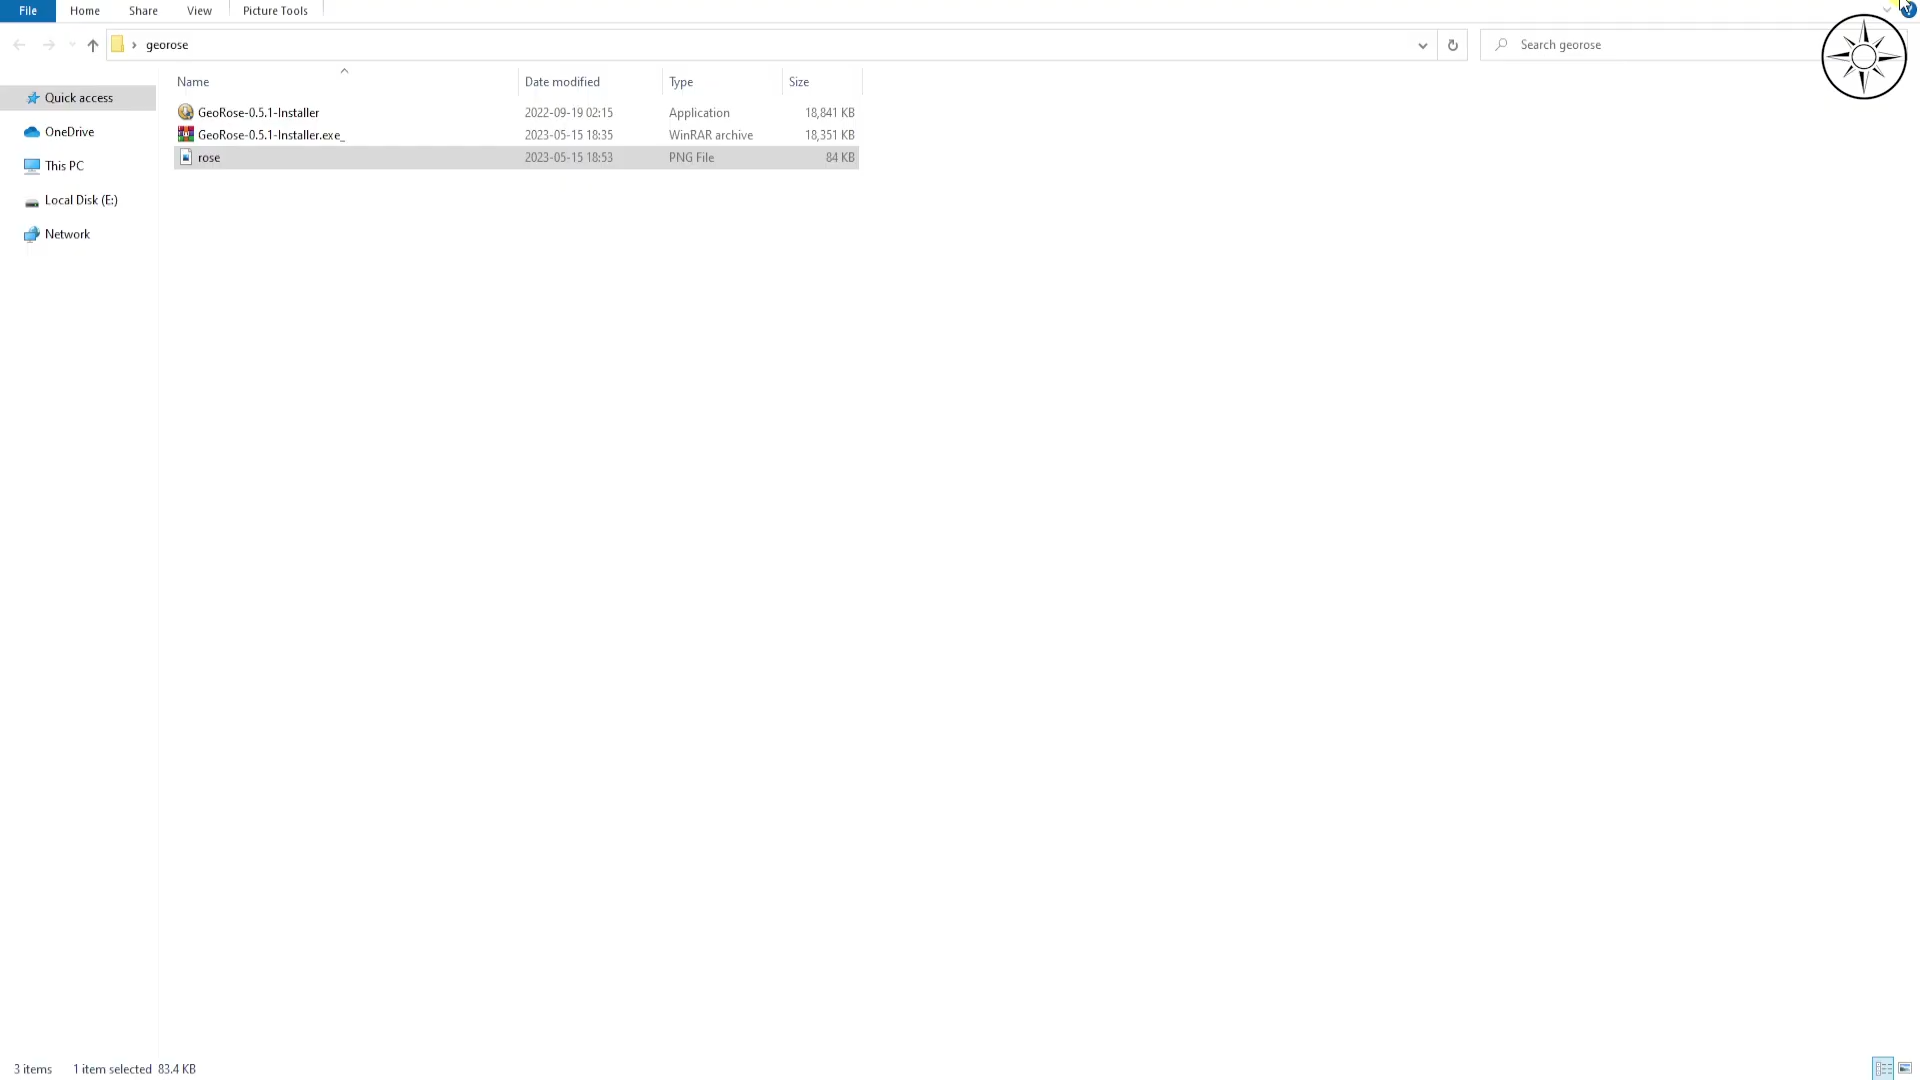 File Home Share View Picture Tools
georose
Search georose
Name Date modified Type Size
Quick access
OneDrive
This PC
Local Disk (E:)
Network
GeoRose-0.5.1-Installer 2022-09-19 02:15 Application 18,841 KB
GeoRose-0.5.1-Installer.exe_ 2023-05-15 18:35 WinRAR archive 18,351 KB
rose 2023-05-15 18:53 PNG File 84 KB
3 items 1 item selected 83.4 KB